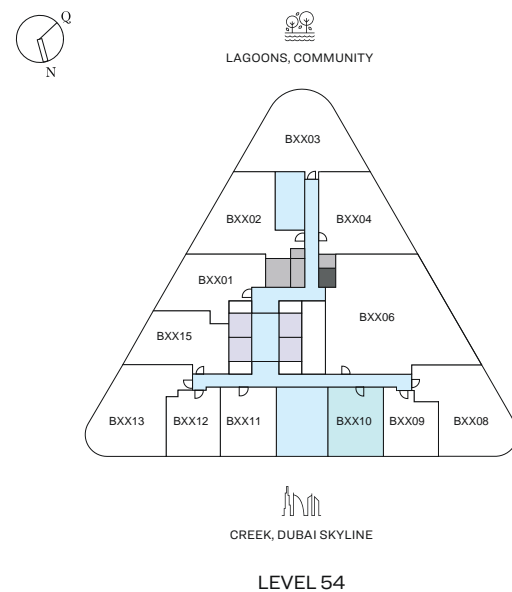 Q
N
LAGOONS, COMMUNITY
BXX03
BXX02
BXX04
BXX01
BXX06
BXX15
BXX13
BXX12
BXX11
BXX10
BXX09
BXX08
CREEK, DUBAI SKYLINE
LEVEL 54